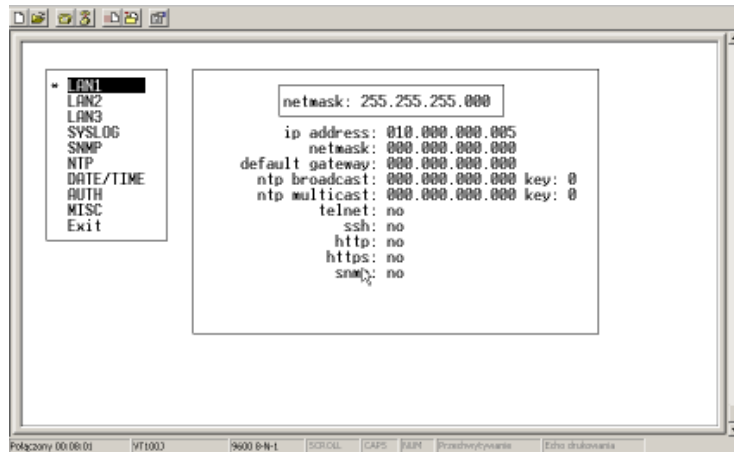 * LAN1
LAN2
LAN3
SYSLOG
SNMP
NTP
DATE/TIME
AUTH
MISC
Exit
netmask: 255.255.255.000
ip address: 010.000.000.005
netmask: 000.000.000.000
default gateway: 000.000.000.000
ntp broadcast: 000.000.000.000 key: 0
ntp multicast: 000.000.000.000 key: 0
telnet: no
ssh: no
http: no
https: no
snmp: no
Połączony 00:08:01 VT100J 9600 8-N-1 SCROLL CAPS NUM Przechwytywanie Echo drukowania